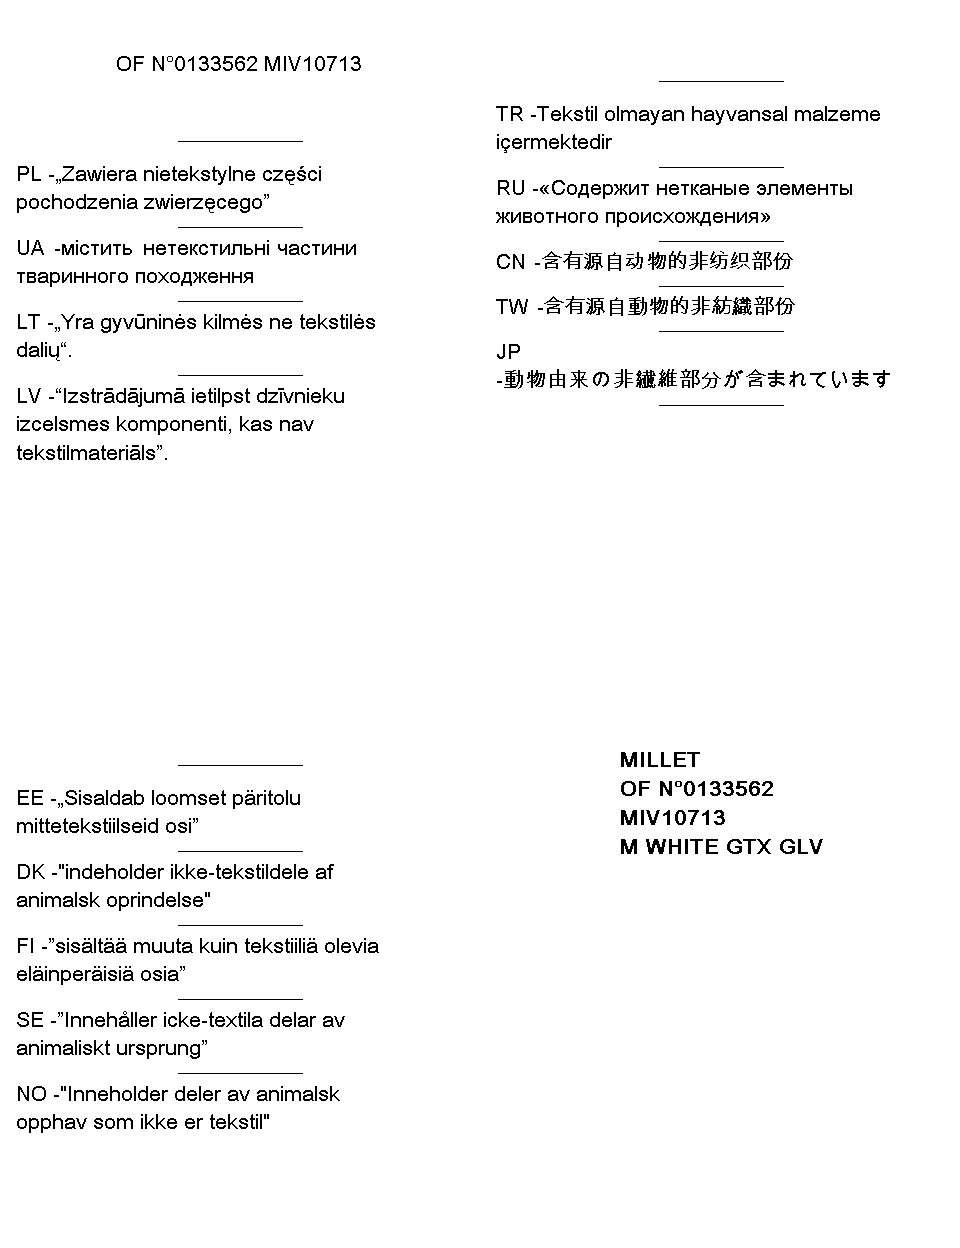 OF N°0133562 MIV10713
PL -„Zawiera nietekstylne części
pochodzenia zwierzęcego”
UA -містить нетекстильні частини
тваринного походження
LT -„Yra gyvūninės kilmės ne tekstilės
dalių“.
LV -“Izstrādājumā ietilpst dzīvnieku
izcelsmes komponenti, kas nav
tekstilmateriāls”.
EE -„Sisaldab loomset päritolu
mittetekstiilseid osi”
DK -"indeholder ikke-tekstildele af
animalsk oprindelse"
FI -”sisältää muuta kuin tekstiiliä olevia
eläinperäisiä osia”
SE -”Innehåller icke-textila delar av
animaliskt ursprung”
NO -"Inneholder deler av animalsk
opphav som ikke er tekstil"
TR -Tekstil olmayan hayvansal malzeme
içermektedir
RU -«Содержит нетканые элементы
животного происхождения»
CN -含有源自动物的非纺织部份
TW -含有源自動物的非紡織部份
JP
-動物由来の非繊維部分が含まれています
MILLET
OF N°0133562
MIV10713
M WHITE GTX GLV